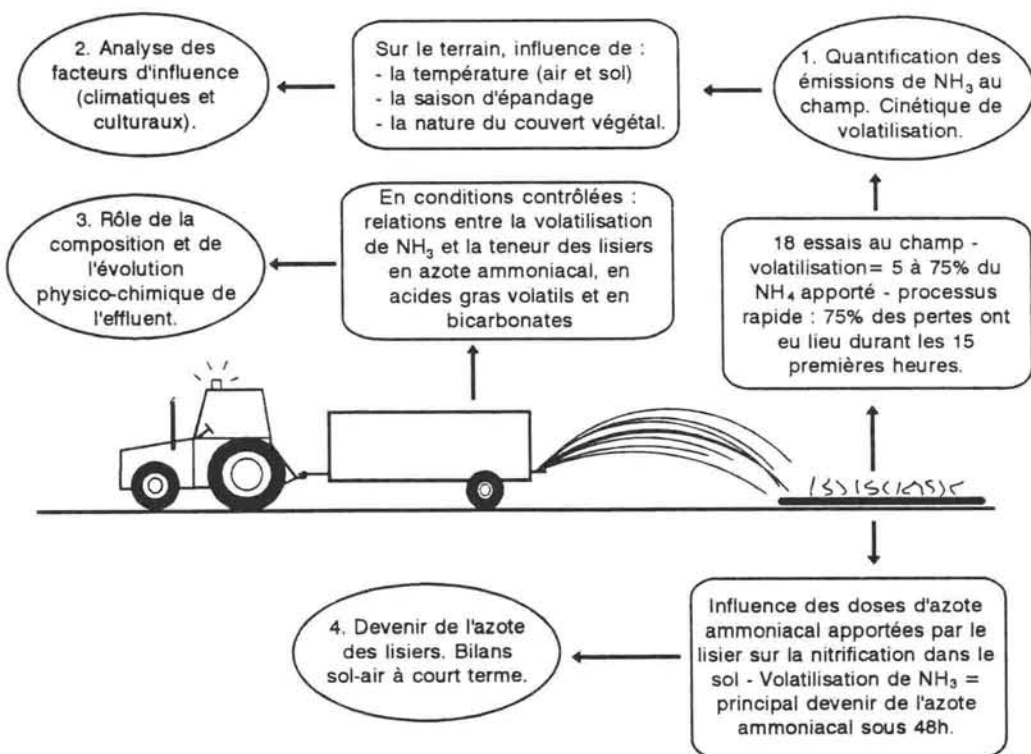 2. Analyse des
facteurs d'influence
(climatiques et
culturaux).
Sur le terrain, influence de :
- la température (air et sol)
- la saison d'épandage
- la nature du couvert végétal.
1. Quantification des
émissions de NH₃ au
champ. Cinétique de
volatilisation.
3. Rôle de la
composition et de
l'évolution
physico-chimique de
l'effluent.
En conditions contrôlées :
relations entre la volatilisation
de NH₃ et la teneur des lisiers
en azote ammoniacal, en
acides gras volatils et en
bicarbonates
18 essais au champ -
volatilisation= 5 à 75% du
NH₄ apporté - processus
rapide : 75% des pertes ont
eu lieu durant les 15
premières heures.
4. Devenir de l'azote
des lisiers. Bilans
sol-air à court terme.
Influence des doses d'azote
ammoniacal apportées par le
lisier sur la nitrification dans le
sol - Volatilisation de NH₃ =
principal devenir de l'azote
ammoniacal sous 48h.